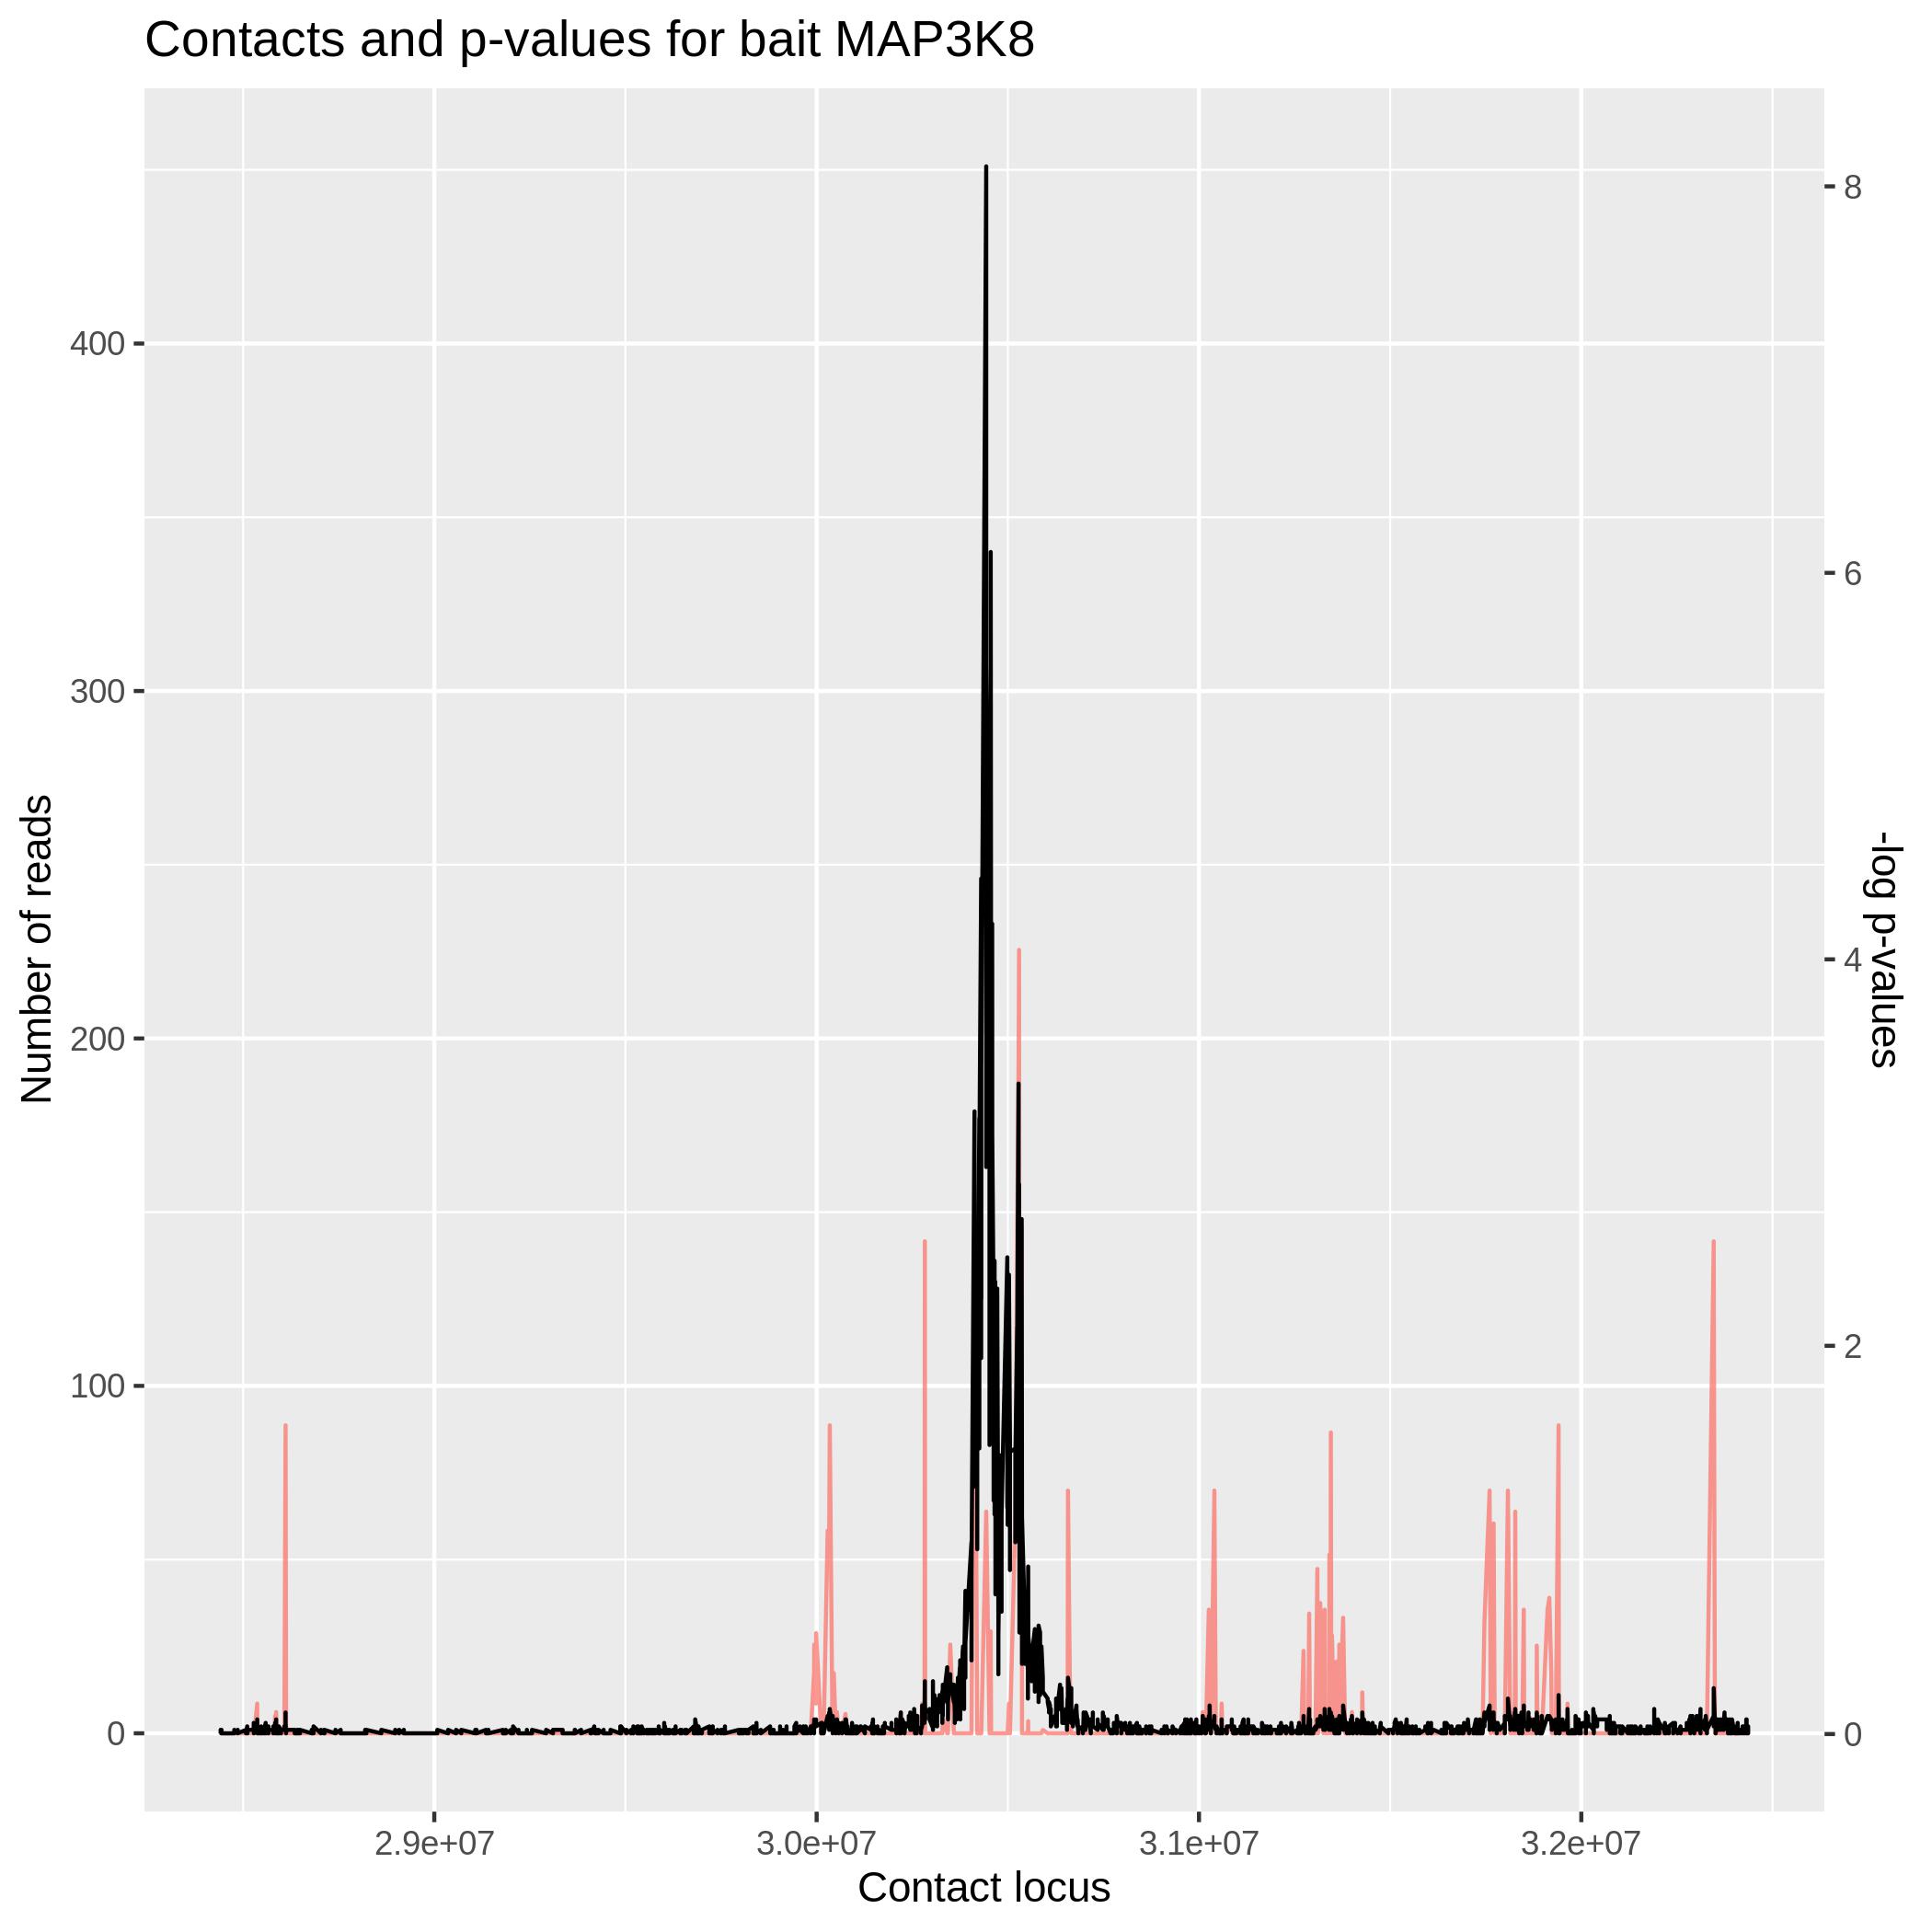 Contacts and p-values for bait MAP3K8
Number of reads
400
300
200
100
0
8
6
4
2
0
-log p-values
2.9e+07
3.0e+07
3.1e+07
3.2e+07
Contact locus